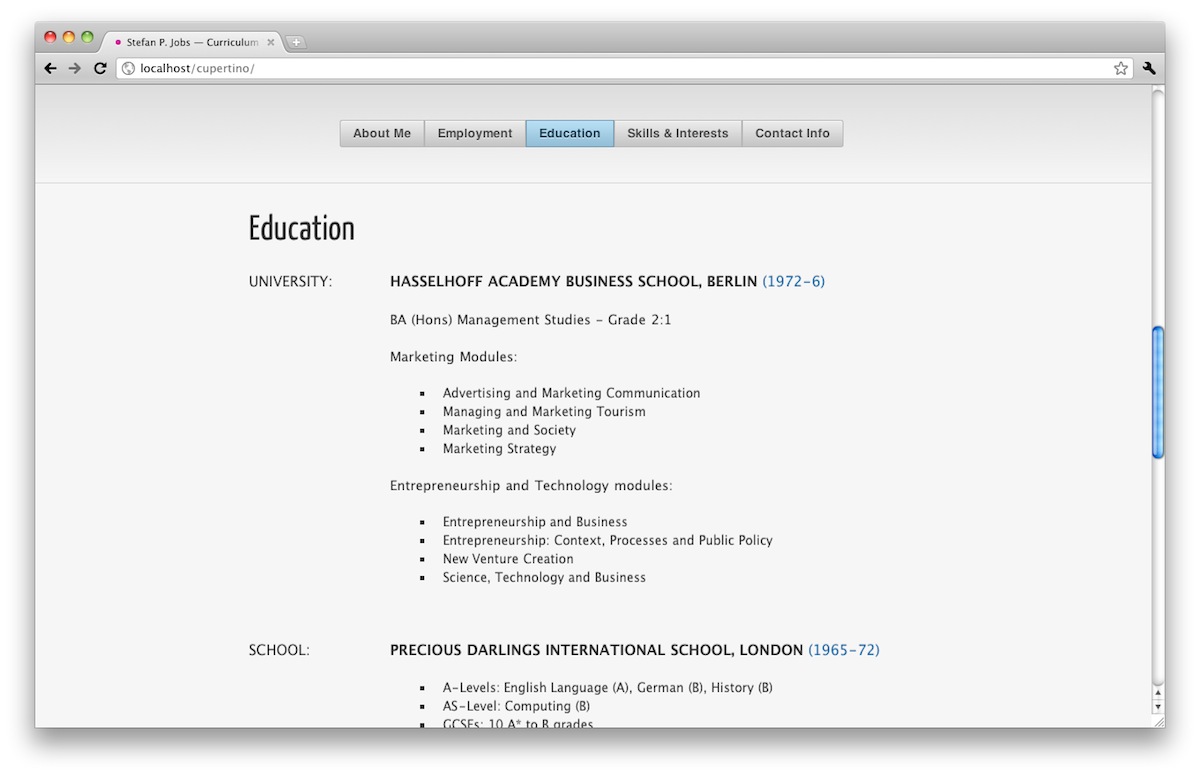 Stefan P. Jobs — Curriculum
localhost/cupertino/
About Me
Employment
Education
Skills & Interests
Contact Info
Education
UNIVERSITY:
HASSELHOFF ACADEMY BUSINESS SCHOOL, BERLIN (1972-6)
BA (Hons) Management Studies - Grade 2:1
Marketing Modules:
Advertising and Marketing Communication
Managing and Marketing Tourism
Marketing and Society
Marketing Strategy
Entrepreneurship and Technology modules:
Entrepreneurship and Business
Entrepreneurship: Context, Processes and Public Policy
New Venture Creation
Science, Technology and Business
SCHOOL:
PRECIOUS DARLINGS INTERNATIONAL SCHOOL, LONDON (1965-72)
A-Levels: English Language (A), German (B), History (B)
AS-Level: Computing (B)
GCSEs: 10 A* to B grades